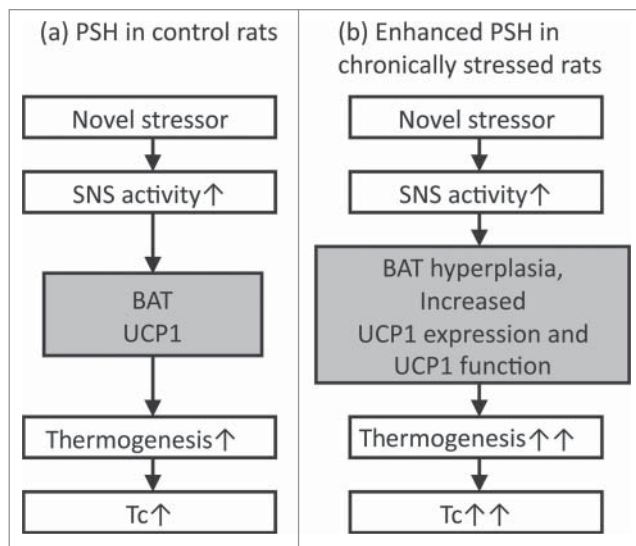 (a) PSH in control rats
Novel stressor
SNS activity↑
BAT
UCP1
Thermogenesis↑
Tc↑
(b) Enhanced PSH in
chronically stressed rats
Novel stressor
SNS activity↑
BAT hyperplasia,
Increased
UCP1 expression and
UCP1 function
Thermogenesis↑↑
Tc↑↑